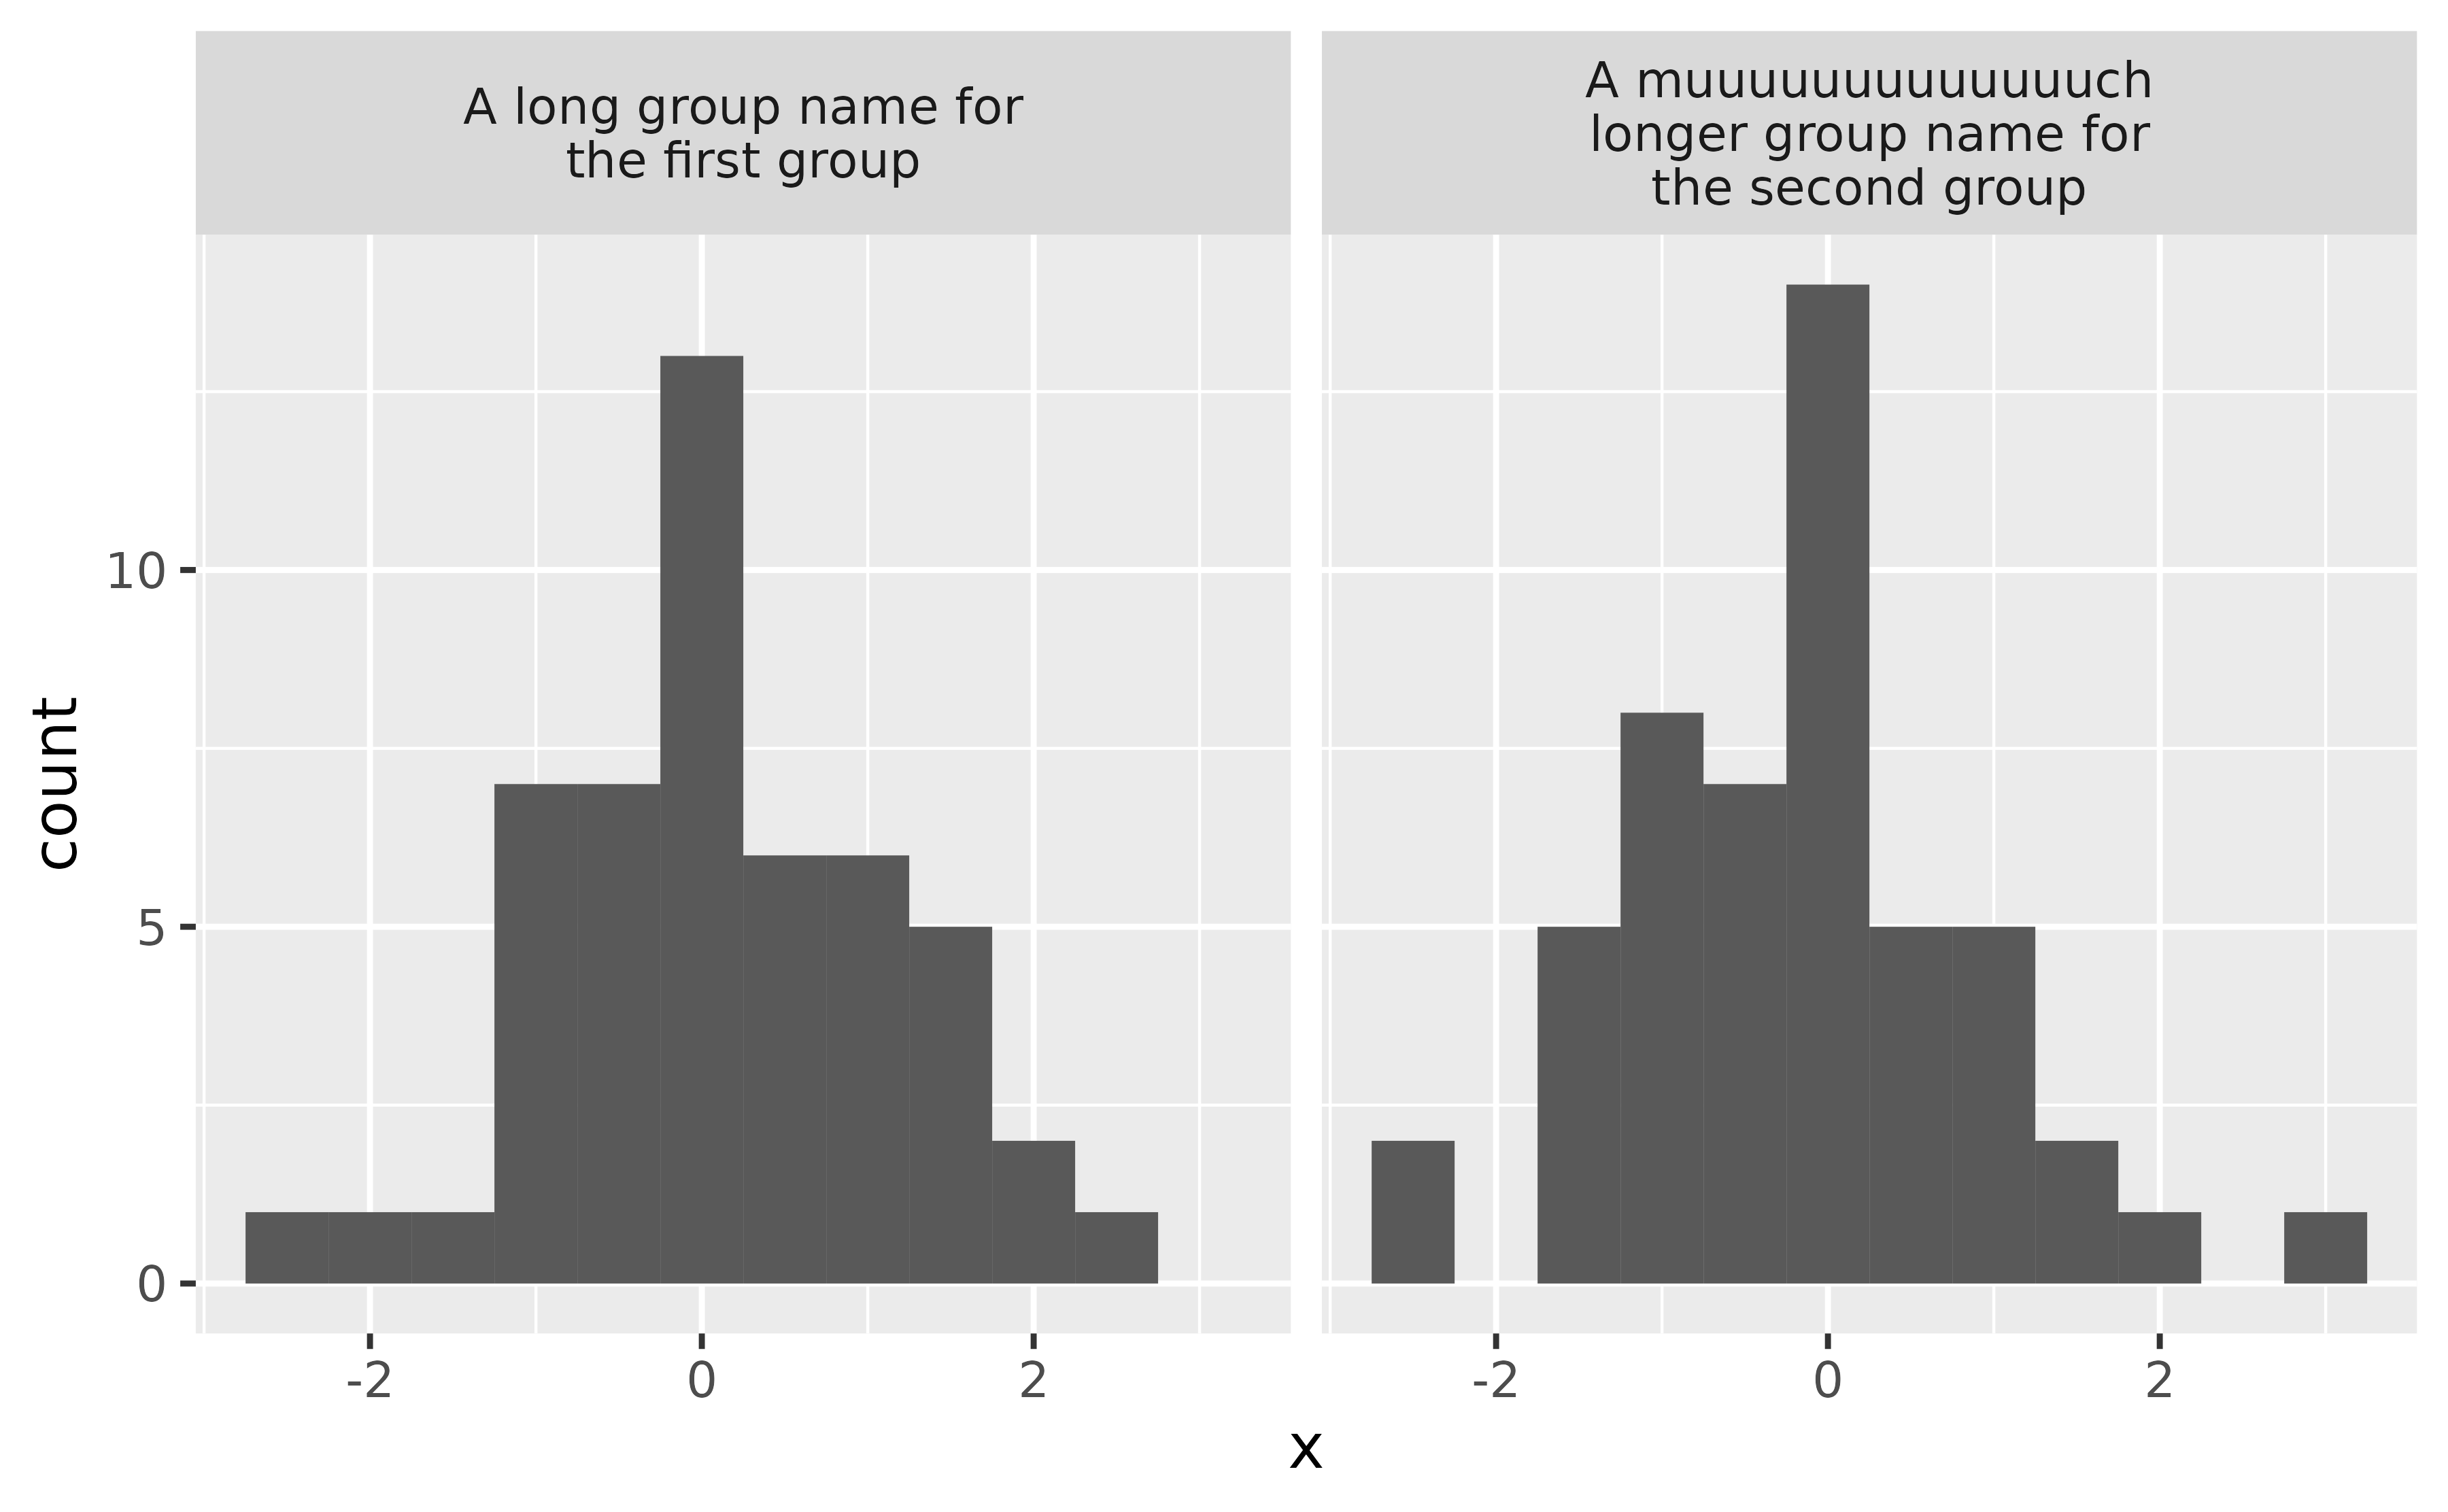 A long group name for
the first group
A muuuuuuuuuuuuuuch
longer group name for
the second group
count
10
5
0
-2
0
2
-2
0
2
x